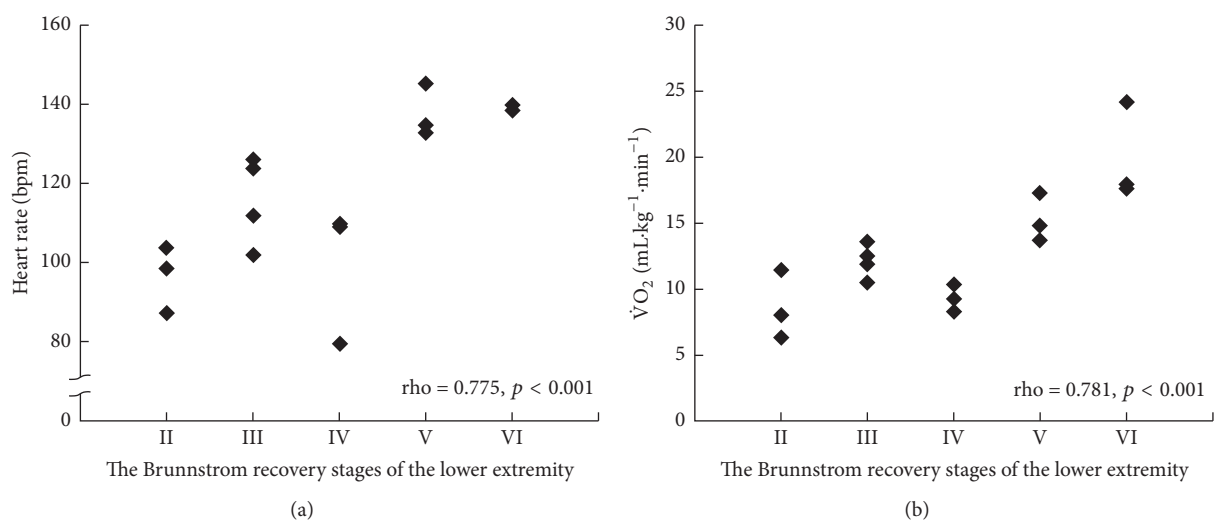 160
140
120
100
80
0
Heart rate (bpm)
rho = 0.775, p < 0.001
II III IV V VI
The Brunnstrom recovery stages of the lower extremity
(a)
30
25
20
15
10
5
0
V̇O₂ (mL·kg⁻¹·min⁻¹)
rho = 0.781, p < 0.001
II III IV V VI
The Brunnstrom recovery stages of the lower extremity
(b)